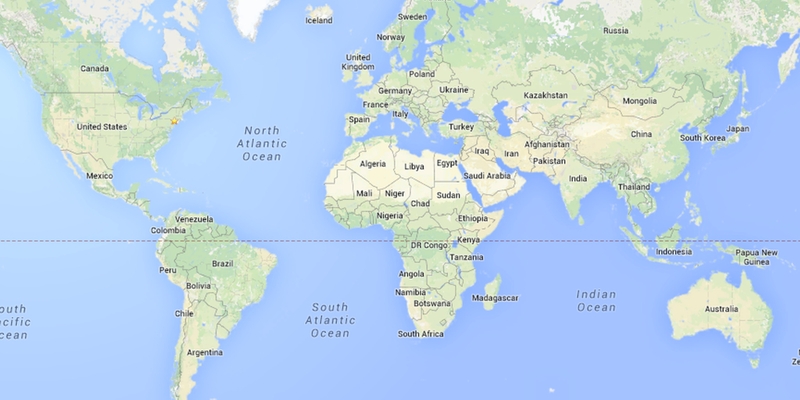 Iceland
Sweden
Norway
Russia
Canada
United
Kingdom
Poland
Germany
Ukraine
Kazakhstan
Mongolia
France
Italy
Spain
Turkey
United States
North
Atlantic
Ocean
China
South Korea
Japan
Afghanistan
Iraq
Iran
Pakistan
Algeria
Libya
Egypt
Saudi Arabia
India
Mexico
Thailand
Mali
Niger
Chad
Sudan
Nigeria
Ethiopia
Venezuela
Colombia
DR Congo
Kenya
Tanzania
Indonesia
Papua New
Guinea
Peru
Brazil
Angola
Bolivia
Namibia
Botswana
Madagascar
Indian
Ocean
outh
cific
cean
Chile
South
Atlantic
Ocean
Australia
South Africa
Argentina
Ze